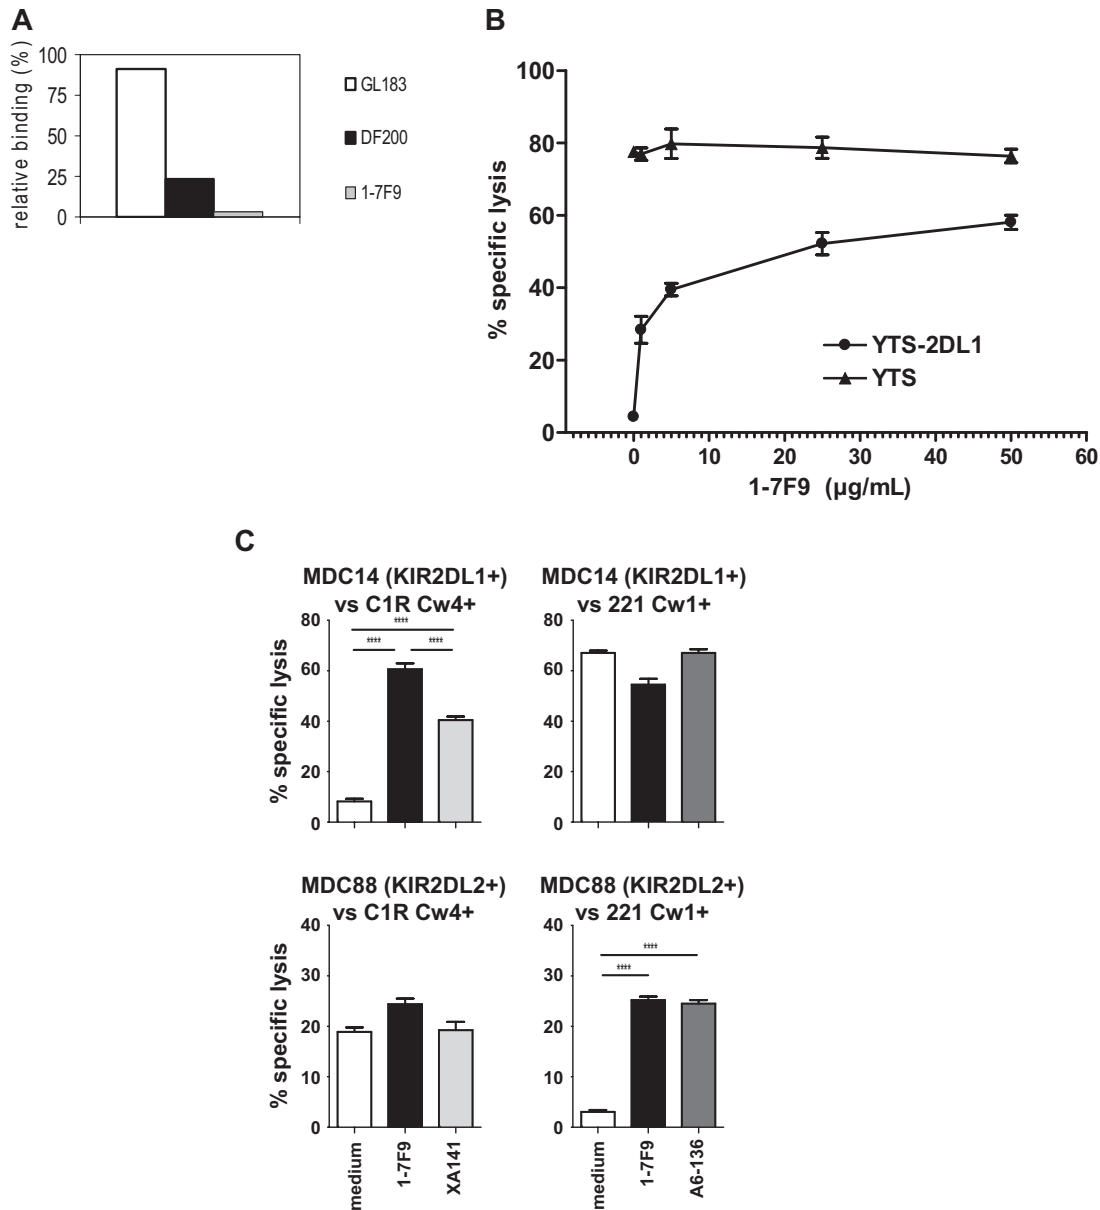 A
relative binding (%)
100
75
50
25
0
GL183
DF200
1-7F9
B
% specific lysis
100
80
60
40
20
0
YTS-2DL1
YTS
0 10 20 30 40 50 60
1-7F9 (µg/mL)
C
MDC14 (KIR2DL1+)
vs C1R Cw4+
% specific lysis
80
60
40
20
0
****
**** ****
MDC14 (KIR2DL1+)
vs 221 Cw1+
80
60
40
20
0
MDC88 (KIR2DL2+)
vs C1R Cw4+
% specific lysis
40
30
20
10
0
medium
1-7F9
XA141
MDC88 (KIR2DL2+)
vs 221 Cw1+
40
30
20
10
0
****
****
medium
1-7F9
A6-136